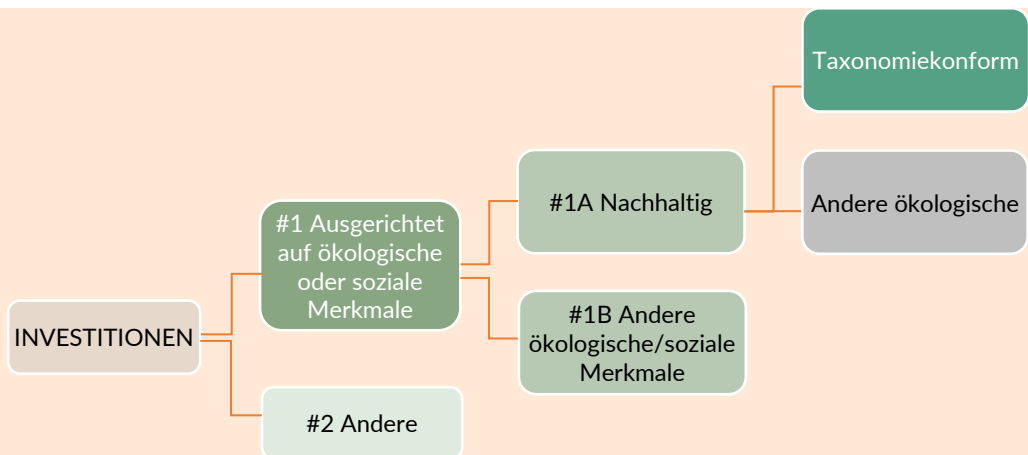 Taxonomiekonform
Andere ökologische
#1A Nachhaltig
#1 Ausgerichtet
auf ökologische
oder soziale
Merkmale
#1B Andere
ökologische/soziale
Merkmale
INVESTITIONEN
#2 Andere